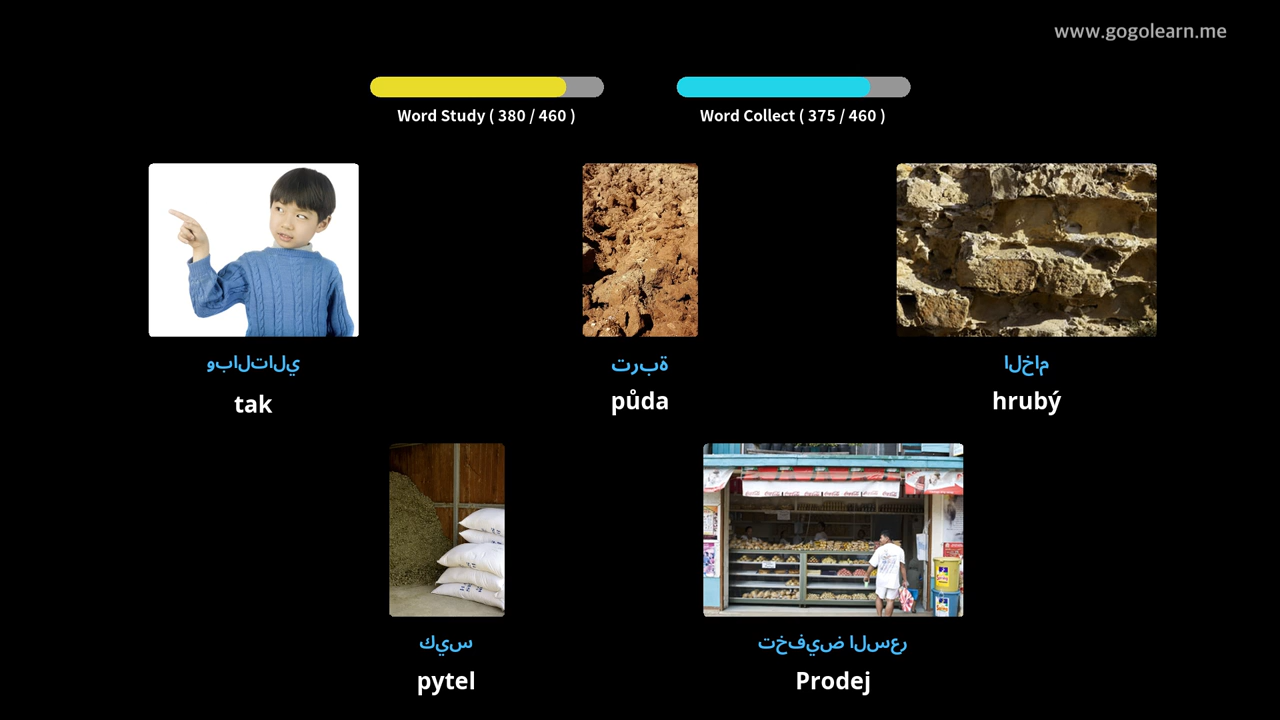 www.gogolearn.me
Word Study ( 380 / 460 )
Word Collect ( 375 / 460 )
وبالتالي
تربة
الخام
tak
půda
hrubý
كيس
تخفيض السعر
pytel
Prodej